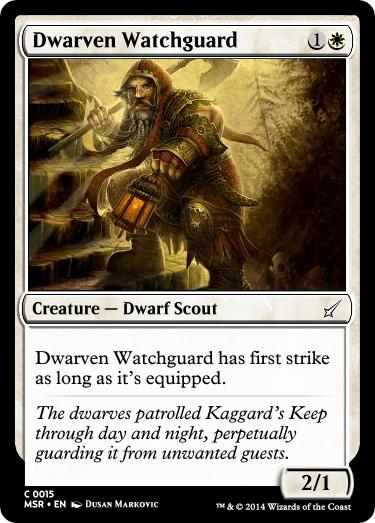 Dwarven Watchguard 1
Creature — Dwarf Scout
Dwarven Watchguard has first strike
as long as it's equipped.
The dwarves patrolled Kaggard's Keep
through day and night, perpetually
guarding it from unwanted guests.
2/1
C 0015
MSR • EN Dusan Markovic
™ & © 2014 Wizards of the Coast